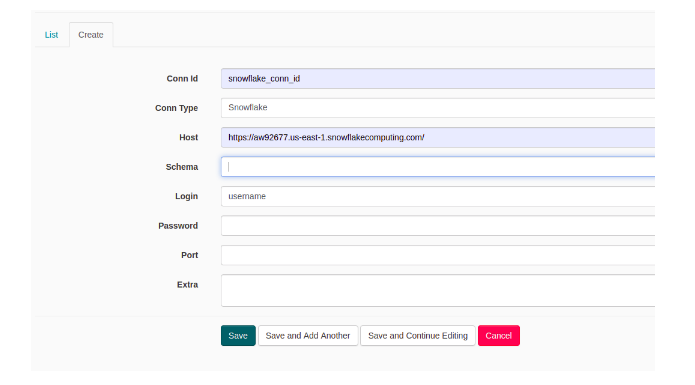 List
Create
Conn Id
snowflake_conn_id
Conn Type
Snowflake
Host
https://aw92677.us-east-1.snowflakecomputing.com/
Schema
Login
username
Password
Port
Extra
Save
Save and Add Another
Save and Continue Editing
Cancel